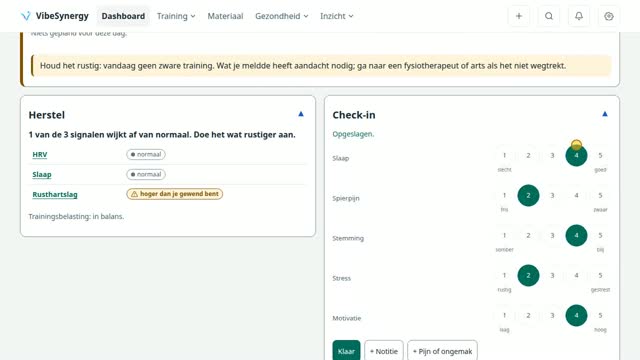 VibeSynergy Dashboard Training Materiaal Gezondheid Inzicht
Niets gepland voor deze dag.
Houd het rustig: vandaag geen zware training. Wat je meldde heeft aandacht nodig; ga naar een fysiotherapeut of arts als het niet wegtrekt.
Herstel
1 van de 3 signalen wijkt af van normaal. Doe het wat rustiger aan.
HRV normaal
Slaap normaal
Rusthartslag hoger dan je gewend bent
Trainingsbelasting: in balans.
Check-in
Opgeslagen.
Slaap 1 2 3 4 5
slecht goed
Spierpijn 1 2 3 4 5
fris zwaar
Stemming 1 2 3 4 5
somber blij
Stress 1 2 3 4 5
rustig gestrest
Motivatie 1 2 3 4 5
laag hoog
Klaar + Notitie + Pijn of ongemak